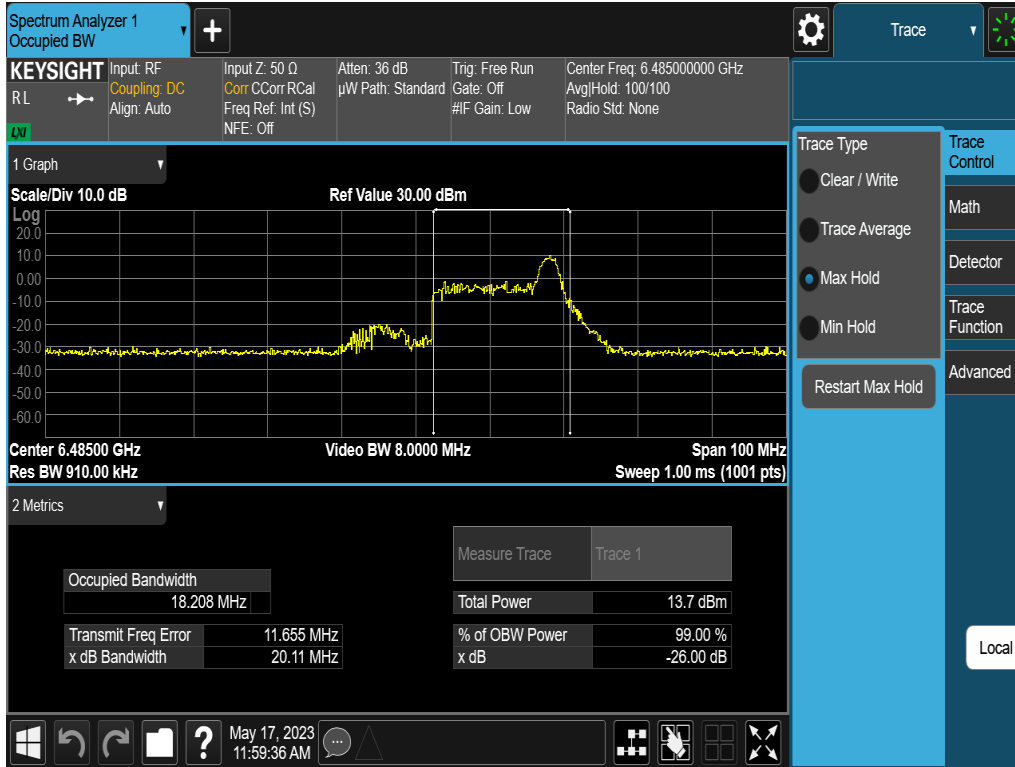 Spectrum Analyzer 1
Occupied BW
+
Trace
KEYSIGHT
R L
LXI
Input: RF
Coupling: DC
Align: Auto
Input Z: 50 Ω
Corr CCorr RCal
Freq Ref: Int (S)
NFE: Off
Atten: 36 dB
µW Path: Standard
Trig: Free Run
Gate: Off
#IF Gain: Low
Center Freq: 6.485000000 GHz
Avg|Hold: 100/100
Radio Std: None
1 Graph
Scale/Div 10.0 dB
Ref Value 30.00 dBm
Log
20.0
10.0
0.00
-10.0
-20.0
-30.0
-40.0
-50.0
-60.0
Center 6.48500 GHz
Video BW 8.0000 MHz
Span 100 MHz
Res BW 910.00 kHz
Sweep 1.00 ms (1001 pts)
2 Metrics
Measure Trace
Trace 1
Occupied Bandwidth
18.208 MHz
Total Power
13.7 dBm
Transmit Freq Error
11.655 MHz
% of OBW Power
99.00 %
x dB Bandwidth
20.11 MHz
x dB
-26.00 dB
Trace Type
Clear / Write
Trace Average
Max Hold
Min Hold
Restart Max Hold
Trace
Control
Math
Detector
Trace
Function
Advanced
Local
?
May 17, 2023
11:59:36 AM